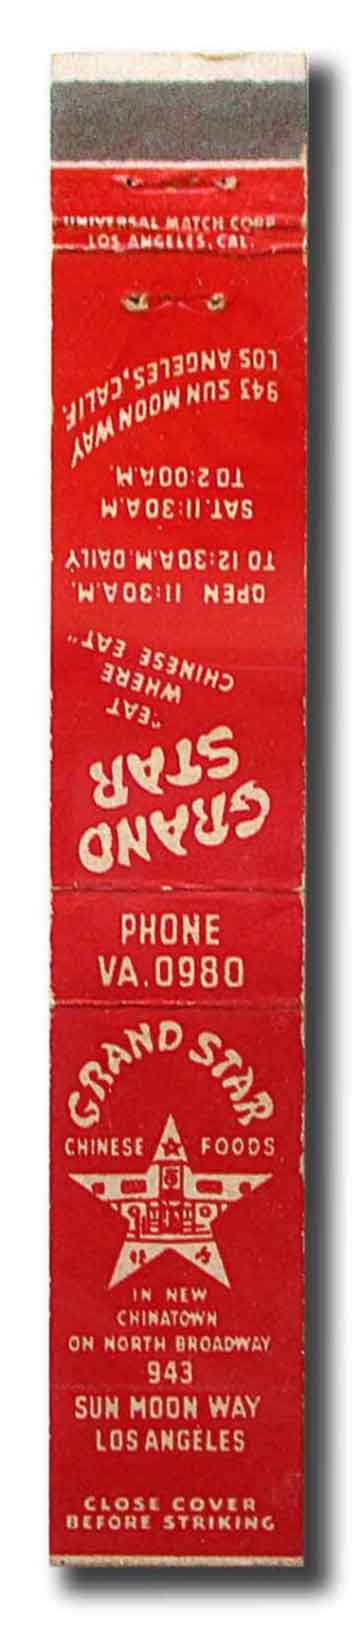 UNIVERSAL MATCH CORP.
LOS ANGELES, CAL.
GRAND
STAR
"EAT
WHERE
CHINESE EAT"
OPEN 11:30 A.M.
TO 12:30 A.M. DAILY
SAT. 11:30 A.M
TO 2:00 A.M.
943 SUN MOON WAY
LOS ANGELES, CALIF.
PHONE
VA.0980
GRAND STAR
CHINESE FOODS
IN NEW
CHINATOWN
ON NORTH BROADWAY
943
SUN MOON WAY
LOS ANGELES
CLOSE COVER
BEFORE STRIKING